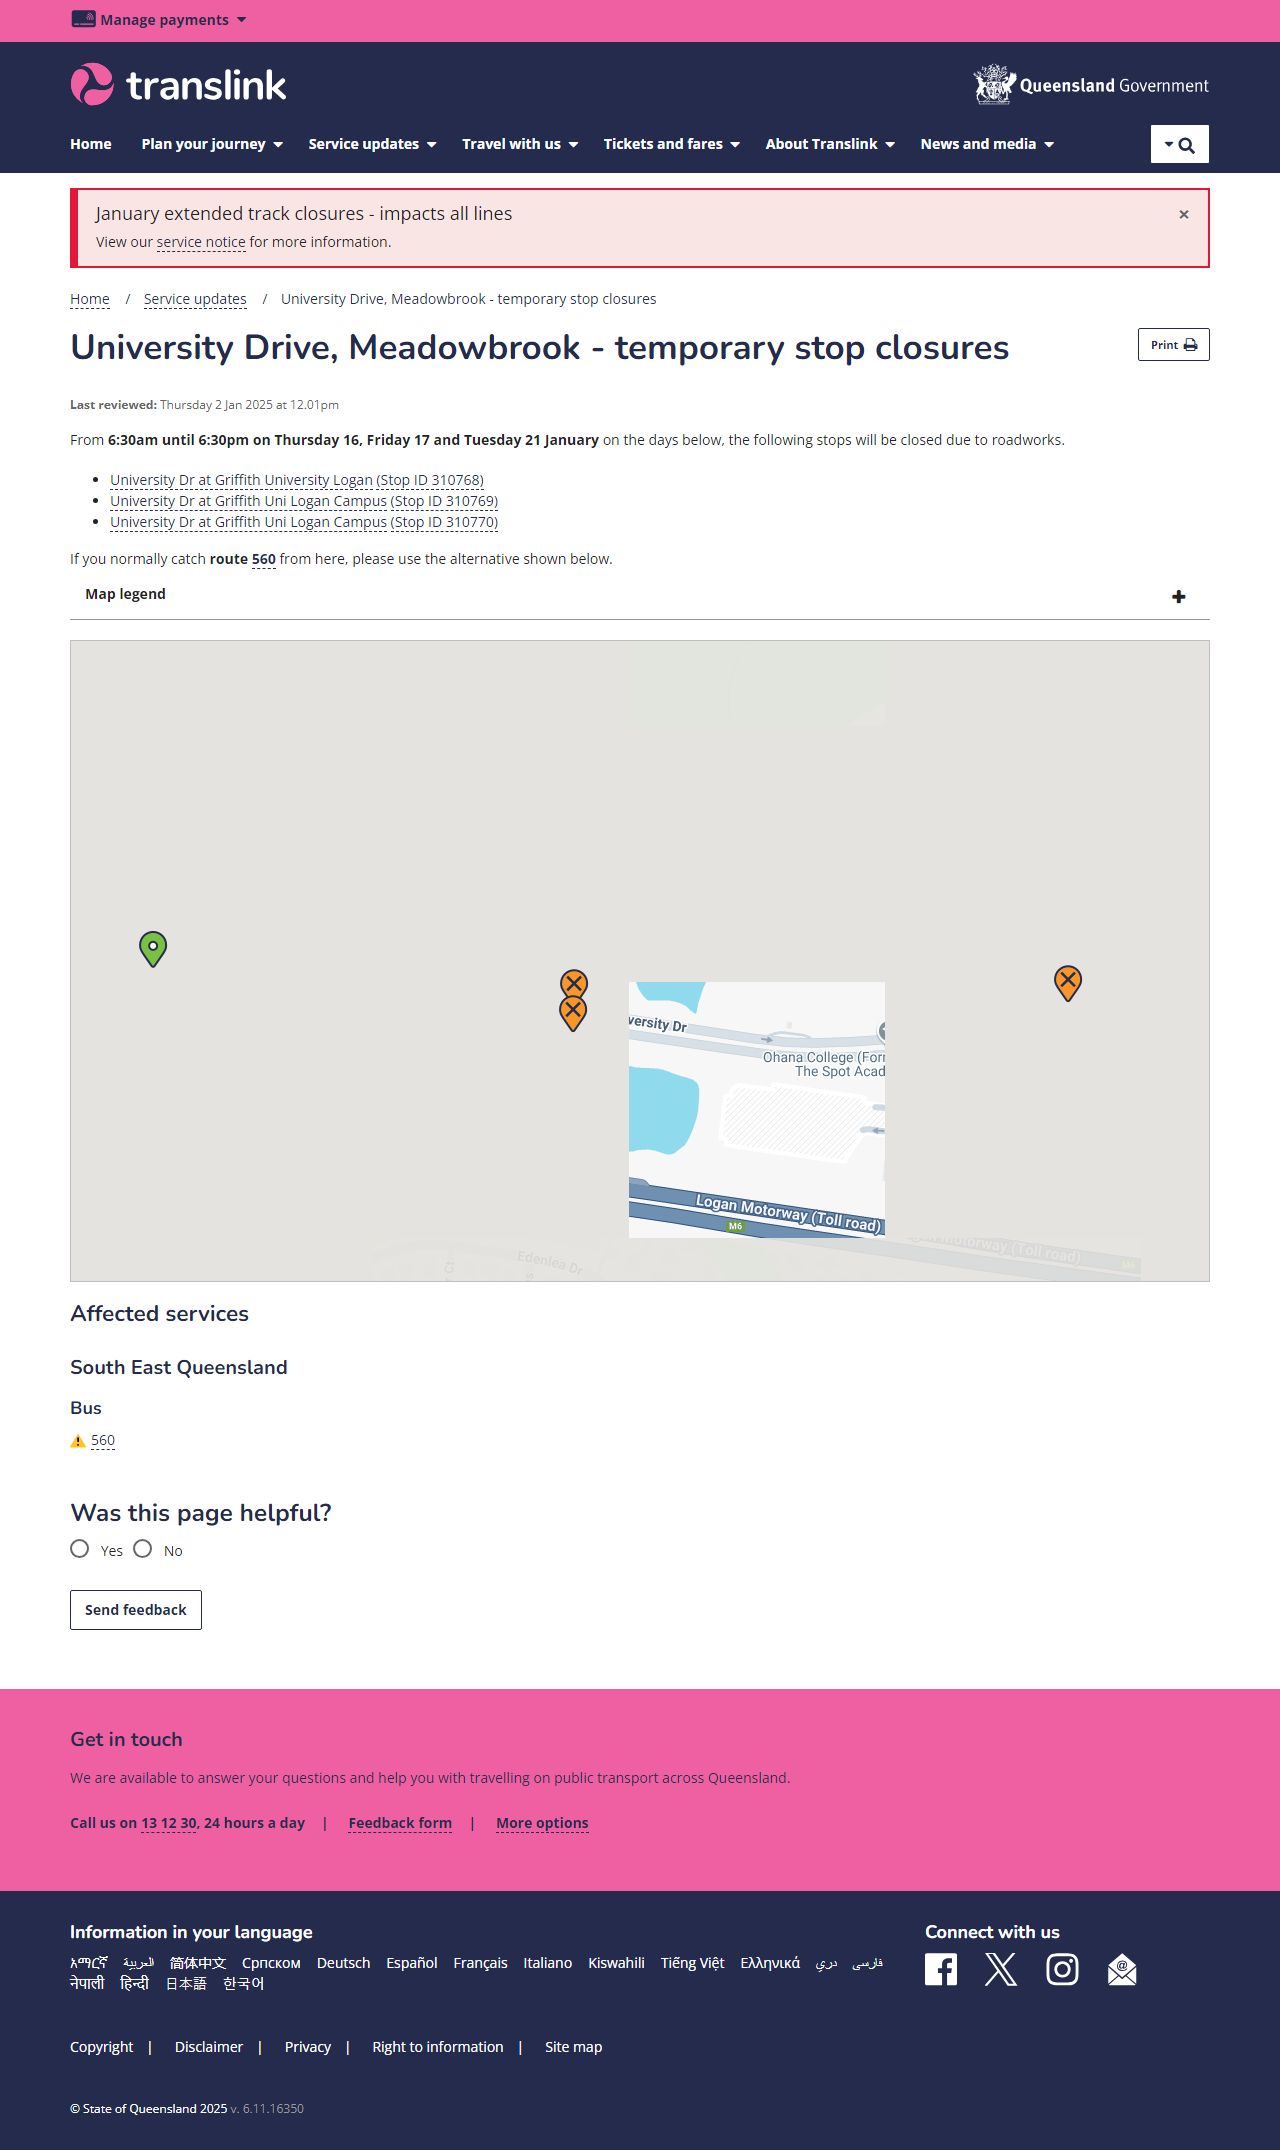 Manage payments
translink
Queensland Government
Home Plan your journey Service updates Travel with us Tickets and fares About Translink News and media
January extended track closures - impacts all lines
×
View our service notice for more information.
Home / Service updates / University Drive, Meadowbrook - temporary stop closures
University Drive, Meadowbrook - temporary stop closures
Print
Last reviewed: Thursday 2 Jan 2025 at 12.01pm
From 6:30am until 6:30pm on Thursday 16, Friday 17 and Tuesday 21 January on the days below, the following stops will be closed due to roadworks.
University Dr at Griffith University Logan (Stop ID 310768)
University Dr at Griffith Uni Logan Campus (Stop ID 310769)
University Dr at Griffith Uni Logan Campus (Stop ID 310770)
If you normally catch route 560 from here, please use the alternative shown below.
Map legend
versity Dr
Ohana College (Forr
The Spot Acad
Logan Motorway (Toll road)
M6
gan Motorway (Toll road)
Edenlea Dr
Affected services
South East Queensland
Bus
560
Was this page helpful?
Yes No
Send feedback
Get in touch
We are available to answer your questions and help you with travelling on public transport across Queensland.
Call us on 13 12 30, 24 hours a day | Feedback form | More options
Information in your language
Connect with us
አማርኛ العربية 简体中文 Српском Deutsch Español Français Italiano Kiswahili Tiếng Việt Ελληνικά دری فارسی
नेपाली हिन्दी 日本語 한국어
Copyright | Disclaimer | Privacy | Right to information | Site map
© State of Queensland 2025 v. 6.11.16350